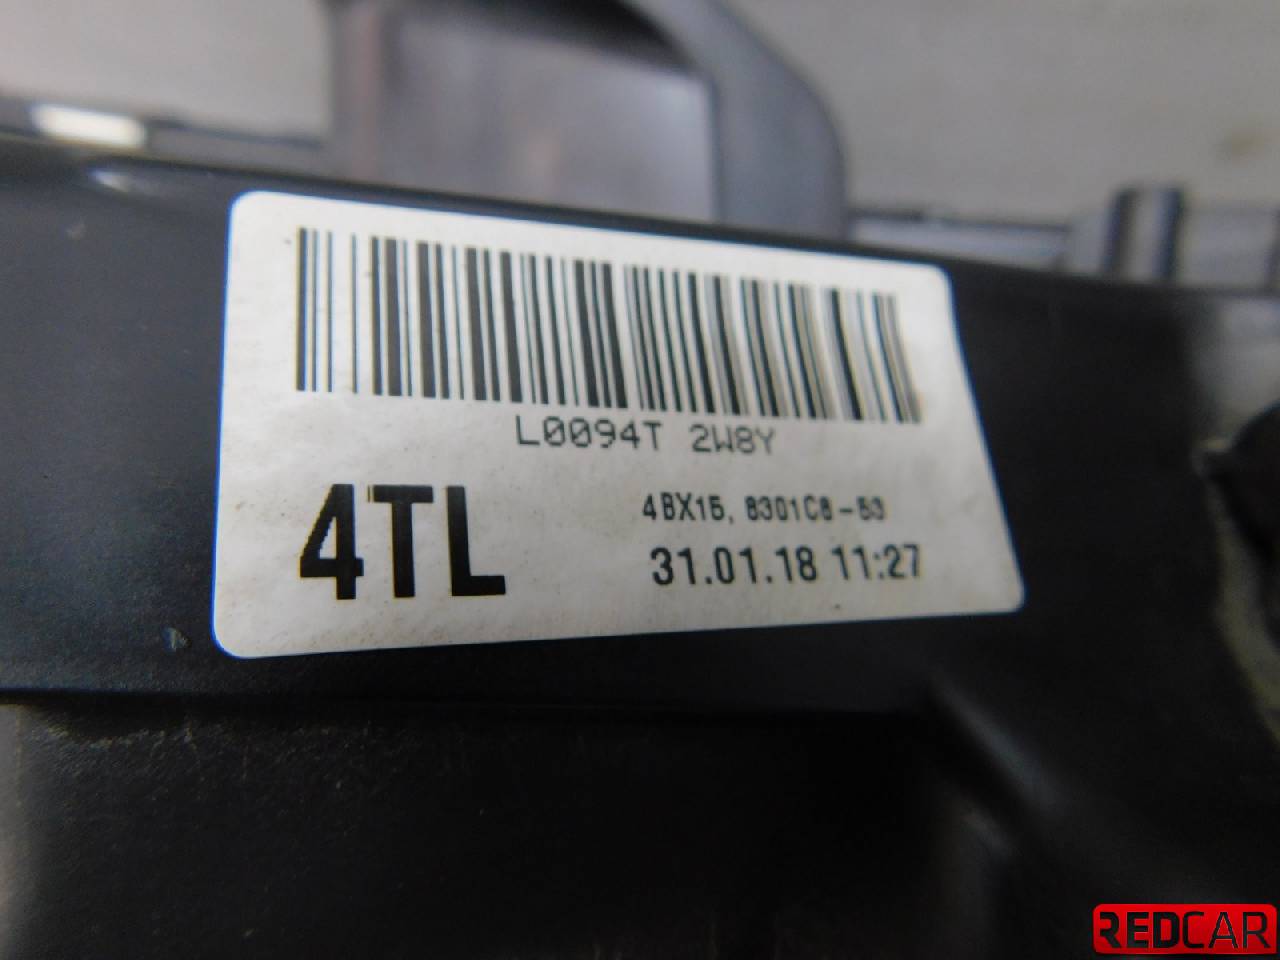 L0094T 2W8Y
4TL
4BX15, 8301C8-53
31.01.18 11:27
REDCAR